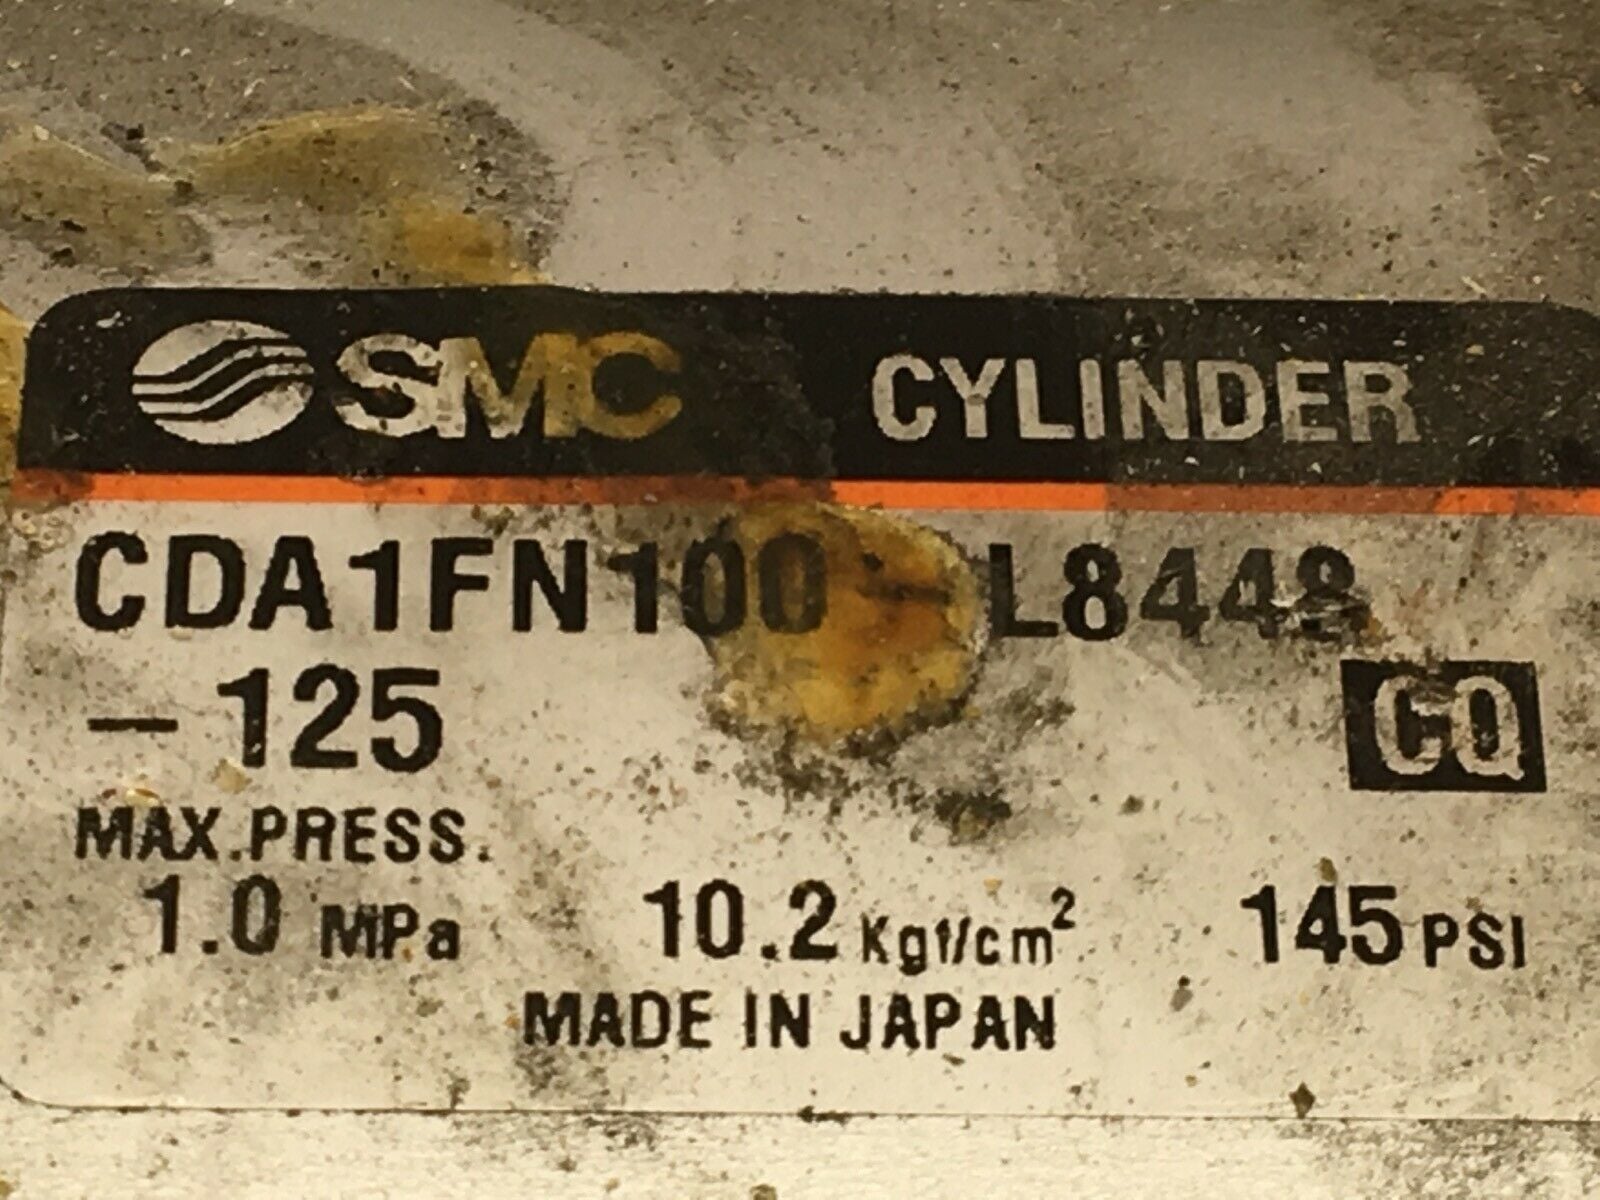 SMC CYLINDER
CDA1FN100-L8448
-125
CQ
MAX.PRESS.
1.0 MPa 10.2 Kgf/cm² 145 PSI
MADE IN JAPAN